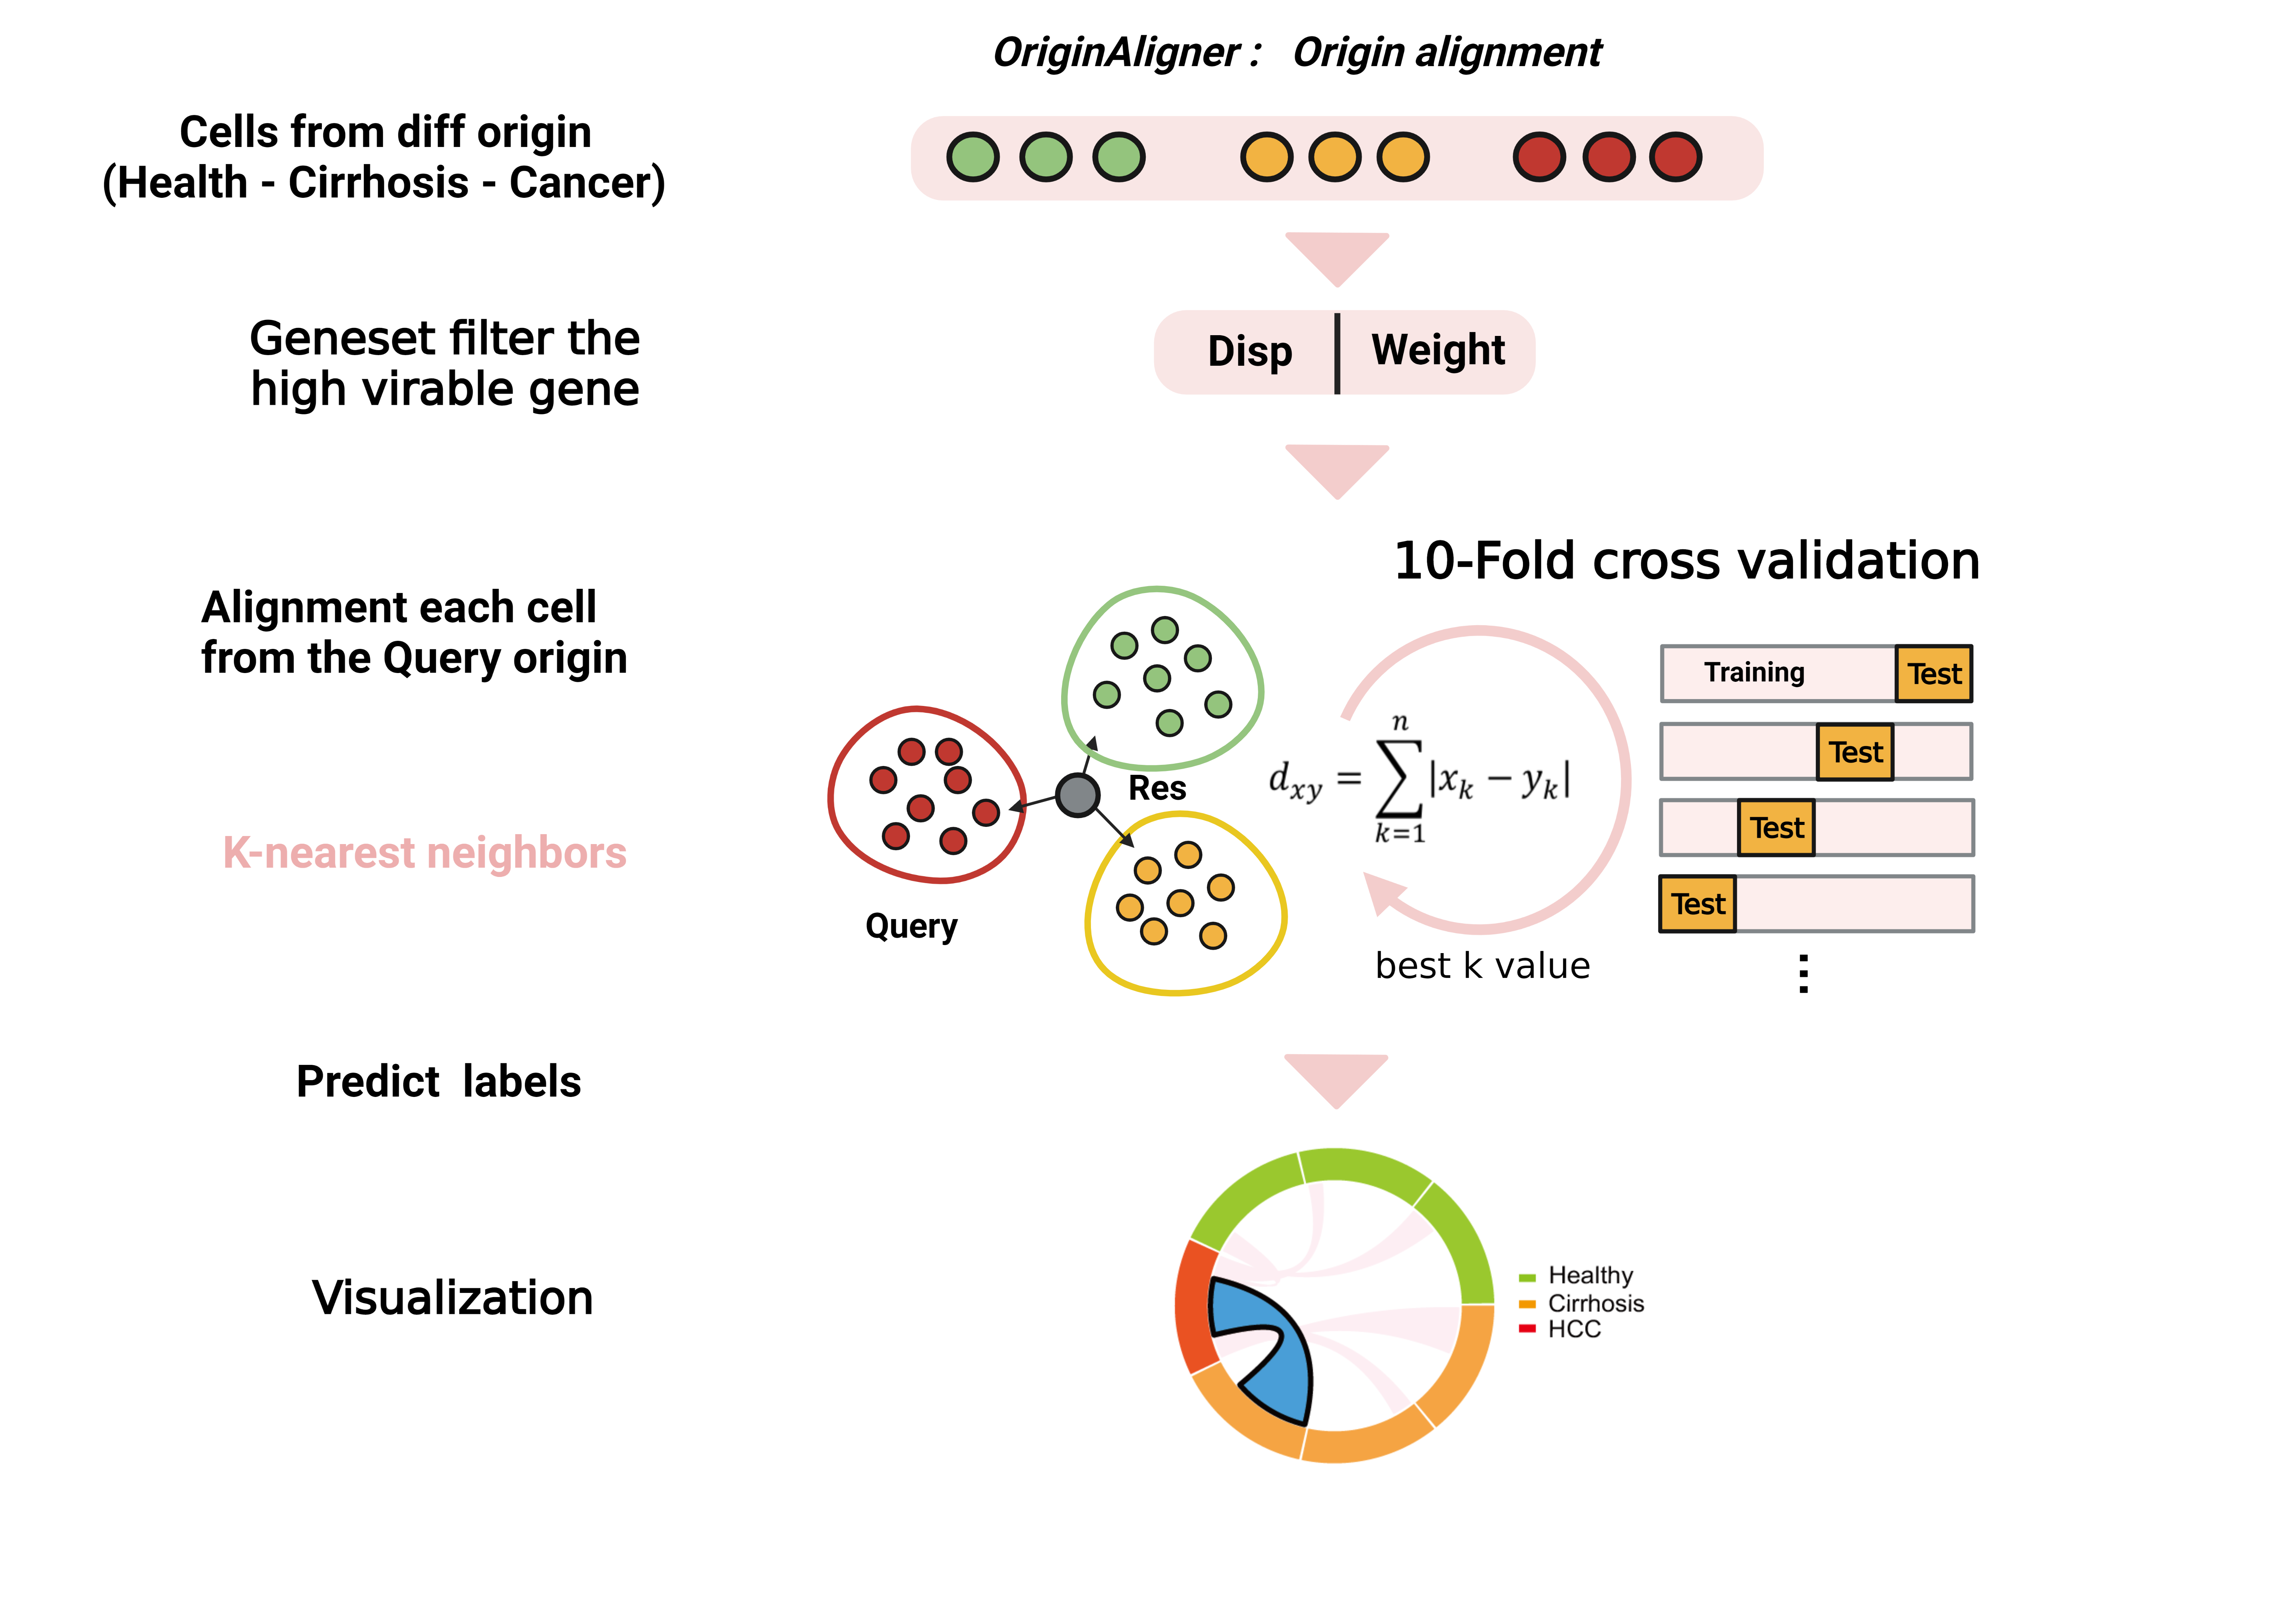 OriginAligner :   Origin alignment
Cells from diff origin
(Health - Cirrhosis - Cancer)
Geneset filter the
high virable gene
Disp | Weight
10-Fold cross validation
Alignment each cell
from the Query origin
Training
Test
Test
Test
Test
⋮
Res
d_{xy} = \sum_{k=1}^{n} |x_k − y_k|
K-nearest neighbors
Query
best k value
Predict  labels
Visualization
Healthy
Cirrhosis
HCC